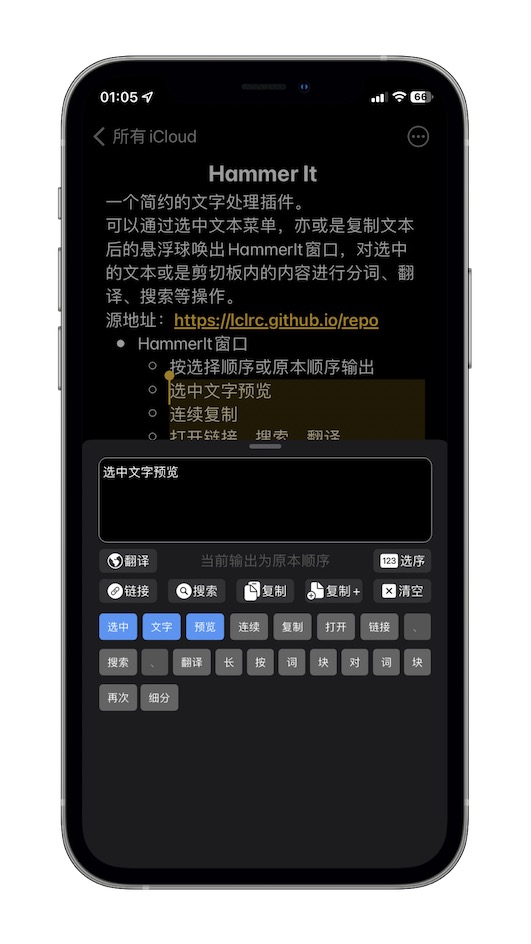 01:05 66
所有 iCloud
Hammer It
一个简约的文字处理插件。
可以通过选中文本菜单，亦或是复制文本
后的悬浮球唤出HammerIt窗口，对选中
的文本或是剪切板内的内容进行分词、翻
译、搜索等操作。
源地址：https://lclrc.github.io/repo
HammerIt窗口
按选择顺序或原本顺序输出
选中文字预览
连续复制
打开链接、搜索、翻译
选中文字预览
翻译 当前输出为原本顺序 123 选序
链接 搜索 复制 复制+ 清空
选中 文字 预览 连续 复制 打开 链接 、
搜索 、 翻译 长 按 词 块 对 词 块
再次 细分